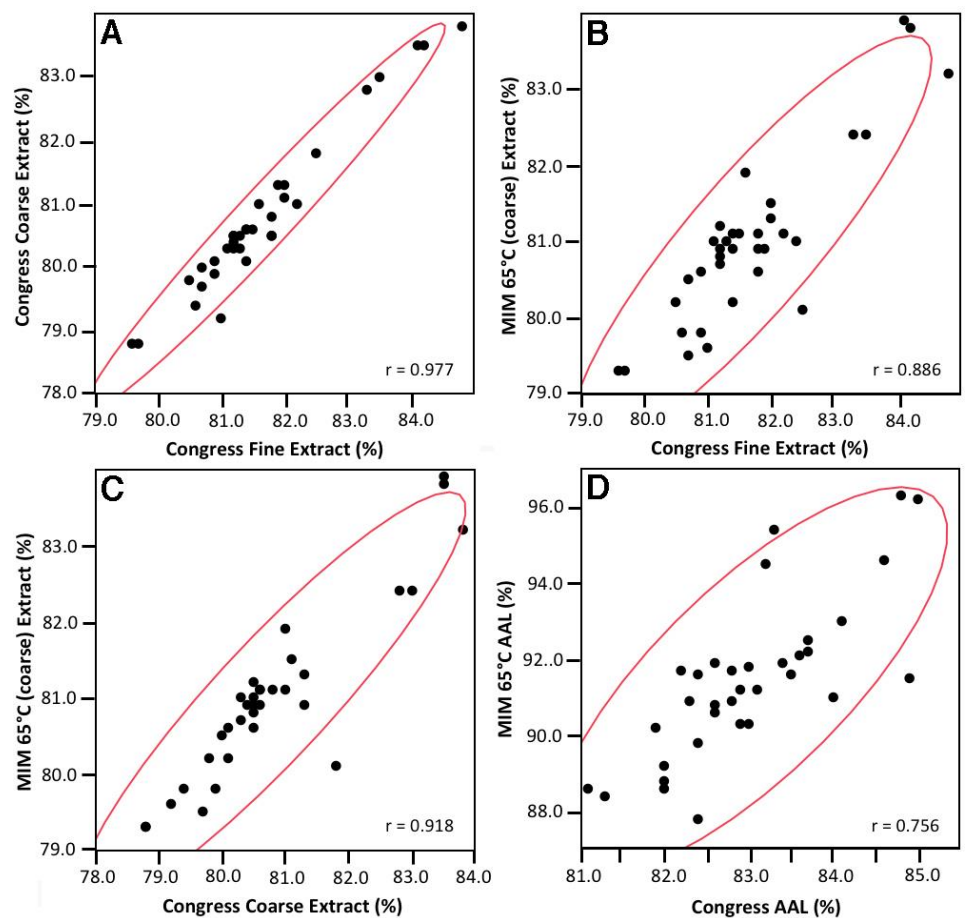 A
Congress Coarse Extract (%)
83.0
82.0
81.0
80.0
79.0
78.0
r = 0.977
79.0 80.0 81.0 82.0 83.0 84.0
Congress Fine Extract (%)
B
MIM 65°C (coarse) Extract (%)
83.0
82.0
81.0
80.0
79.0
r = 0.886
79.0 80.0 81.0 82.0 83.0 84.0
Congress Fine Extract (%)
C
MIM 65°C (coarse) Extract (%)
83.0
82.0
81.0
80.0
79.0
r = 0.918
78.0 79.0 80.0 81.0 82.0 83.0 84.0
Congress Coarse Extract (%)
D
MIM 65°C AAL (%)
96.0
94.0
92.0
90.0
88.0
r = 0.756
81.0 82.0 83.0 84.0 85.0
Congress AAL (%)